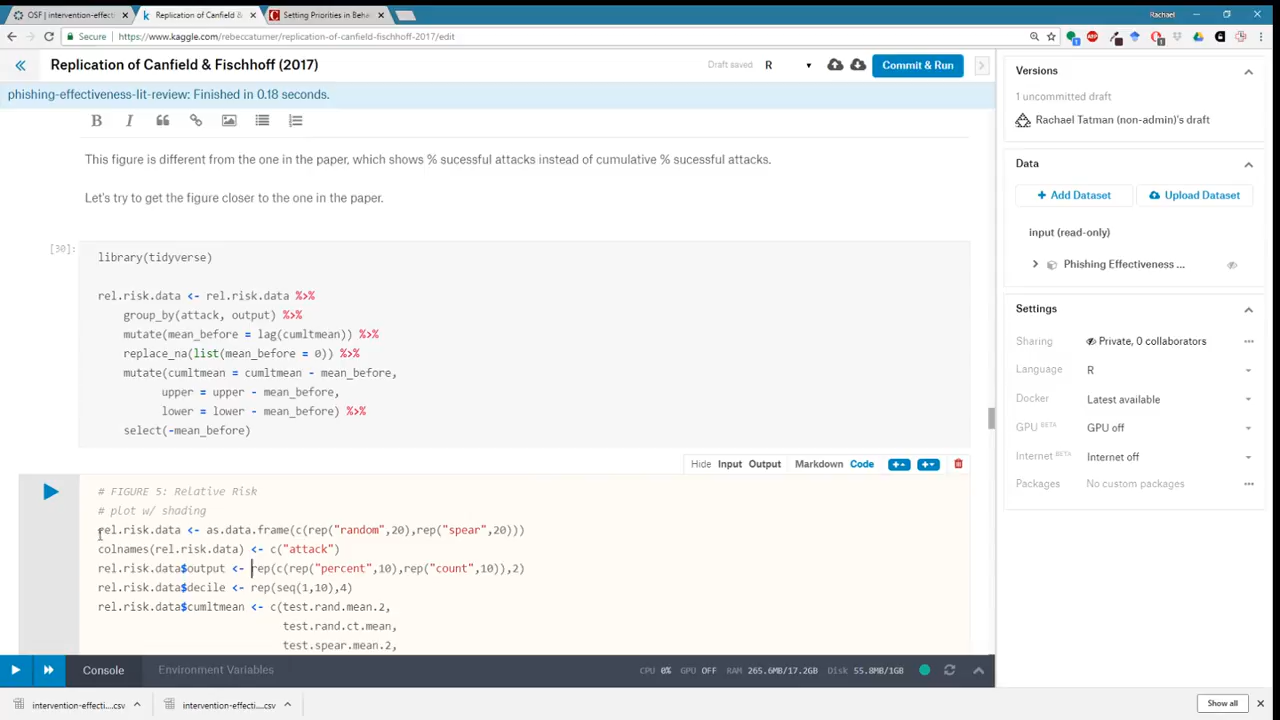 OSF | intervention-effect
Replication of Canfield &
Setting Priorities in Beha
Rachael
Secure
https://www.kaggle.com/rebeccaturner/replication-of-canfield-fischhoff-2017/edit
Replication of Canfield & Fischhoff (2017)
Draft saved
R
Commit & Run
phishing-effectiveness-lit-review: Finished in 0.18 seconds.
B I
This figure is different from the one in the paper, which shows % sucessful attacks instead of cumulative % sucessful attacks.
Let's try to get the figure closer to the one in the paper.
[30]:
library(tidyverse)
rel.risk.data <- rel.risk.data %>%
group_by(attack, output) %>%
mutate(mean_before = lag(cumltmean)) %>%
replace_na(list(mean_before = 0)) %>%
mutate(cumltmean = cumltmean - mean_before,
upper = upper - mean_before,
lower = lower - mean_before) %>%
select(-mean_before)
Hide Input Output Markdown Code
# FIGURE 5: Relative Risk
# plot w/ shading
rel.risk.data <- as.data.frame(c(rep("random",20),rep("spear",20)))
colnames(rel.risk.data) <- c("attack")
rel.risk.data$output <- rep(c(rep("percent",10),rep("count",10)),2)
rel.risk.data$decile <- rep(seq(1,10),4)
rel.risk.data$cumltmean <- c(test.rand.mean.2,
test.rand.ct.mean,
test.spear.mean.2,
Console
Environment Variables
CPU 0% GPU OFF RAM 265.6MB/17.2GB Disk 55.8MB/1GB
Versions
1 uncommitted draft
Rachael Tatman (non-admin)'s draft
Data
+ Add Dataset
Upload Dataset
input (read-only)
Phishing Effectiveness ...
Settings
Sharing Private, 0 collaborators
Language R
Docker Latest available
GPU BETA GPU off
Internet BETA Internet off
Packages No custom packages
intervention-effecti....csv
intervention-effecti....csv
Show all